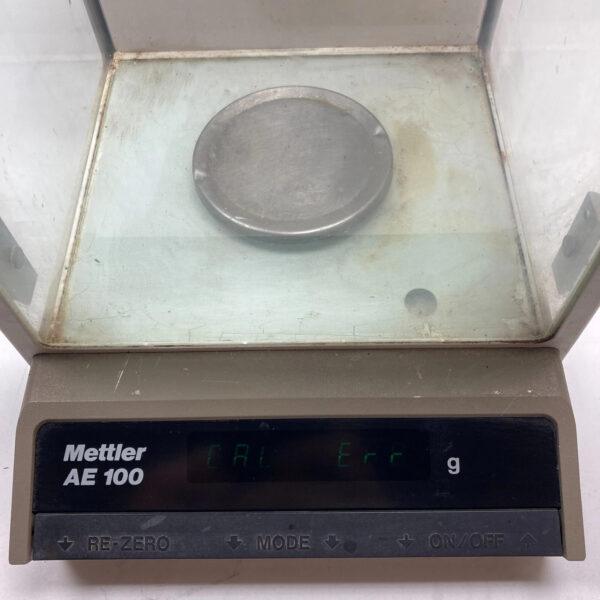 Mettler
AE 100
CAL Err
g
RE-ZERO MODE ON/OFF